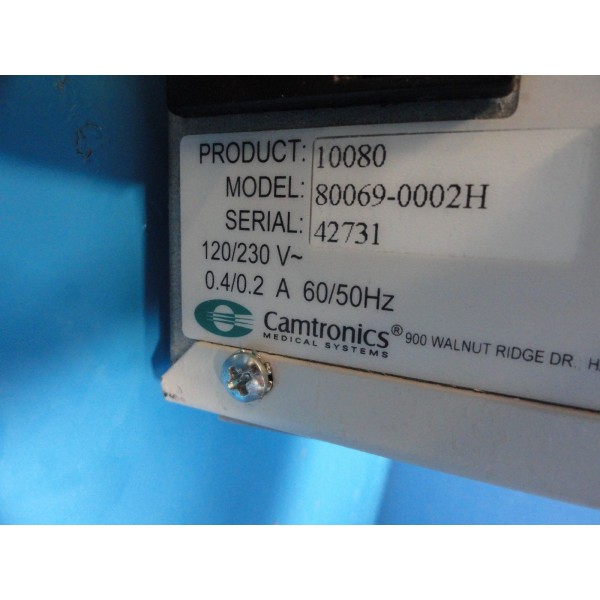 PRODUCT: 10080
MODEL: 80069-0002H
SERIAL: 42731
120/230 V~
0.4/0.2 A 60/50Hz
Camtronics® 900 WALNUT RIDGE DR., H
MEDICAL SYSTEMS